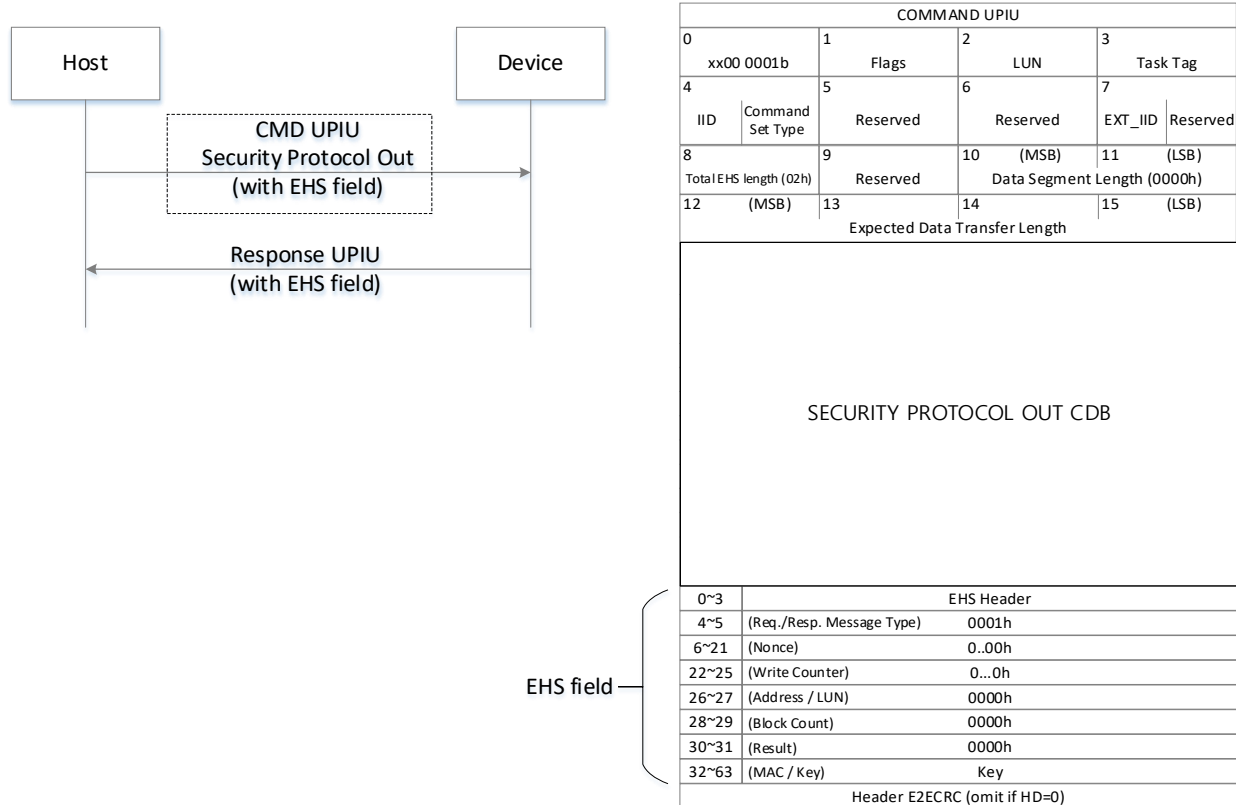 Host
Device
CMD UPIU
Security Protocol Out
(with EHS field)
Response UPIU
(with EHS field)
COMMAND UPIU
0 1 2 3
xx00 0001b Flags LUN Task Tag
4 5 6 7
IID Command Set Type Reserved Reserved EXT_IID Reserved
8 9 10 (MSB) 11 (LSB)
Total EHS length (02h) Reserved Data Segment Length (0000h)
12 (MSB) 13 14 15 (LSB)
Expected Data Transfer Length
SECURITY PROTOCOL OUT CDB
EHS field
0~3 EHS Header
4~5 (Req./Resp. Message Type) 0001h
6~21 (Nonce) 0..00h
22~25 (Write Counter) 0...0h
26~27 (Address / LUN) 0000h
28~29 (Block Count) 0000h
30~31 (Result) 0000h
32~63 (MAC / Key) Key
Header E2ECRC (omit if HD=0)